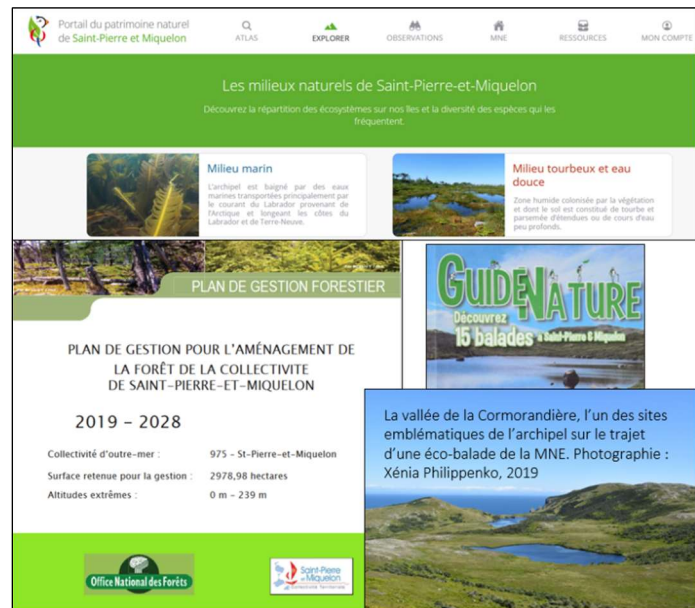 Portail du patrimoine naturel
de Saint-Pierre et Miquelon
ATLAS
EXPLORER
OBSERVATIONS
MNE
RESSOURCES
MON COMPTE
Les milieux naturels de Saint-Pierre-et-Miquelon
Découvrez la répartition des écosystèmes sur nos îles et la diversité des espèces qui les
fréquentent.
Milieu marin
L'archipel est baigné par des eaux
marines transportées principalement par
le courant du Labrador provenant de
l'Arctique et longeant les côtes du
Labrador et de Terre-Neuve.
Milieu tourbeux et eau
douce
Zone humide colonisée par la végétation
et dont le sol est constitué de tourbe et
parsemée d'étendues ou de cours d'eau
peu profonds.
PLAN DE GESTION FORESTIER
PLAN DE GESTION POUR L'AMÉNAGEMENT DE
LA FORÊT DE LA COLLECTIVITE
DE SAINT-PIERRE-ET-MIQUELON
2019 – 2028
Collectivité d'outre-mer : 975 - St-Pierre-et-Miquelon
Surface retenue pour la gestion : 2978,98 hectares
Altitudes extrêmes : 0 m - 239 m
Office National des Forêts
Saint-Pierre
et Miquelon
GUIDE NATURE
Découvrez
15 balades à Saint-Pierre & Miquelon
La vallée de la Cormorandière, l'un des sites
emblématiques de l'archipel sur le trajet
d'une éco-balade de la MNE. Photographie :
Xénia Philippenko, 2019